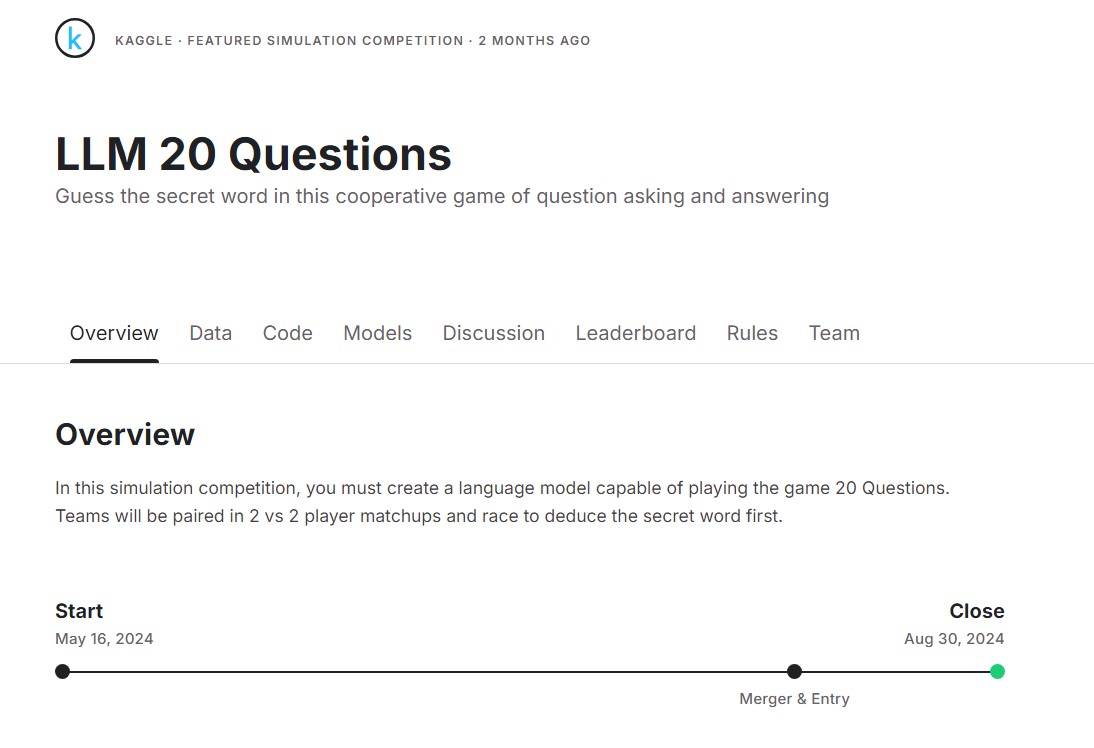 k
KAGGLE · FEATURED SIMULATION COMPETITION · 2 MONTHS AGO
LLM 20 Questions
Guess the secret word in this cooperative game of question asking and answering
Overview Data Code Models Discussion Leaderboard Rules Team
Overview
In this simulation competition, you must create a language model capable of playing the game 20 Questions.
Teams will be paired in 2 vs 2 player matchups and race to deduce the secret word first.
Start Close
May 16, 2024 Aug 30, 2024
Merger & Entry